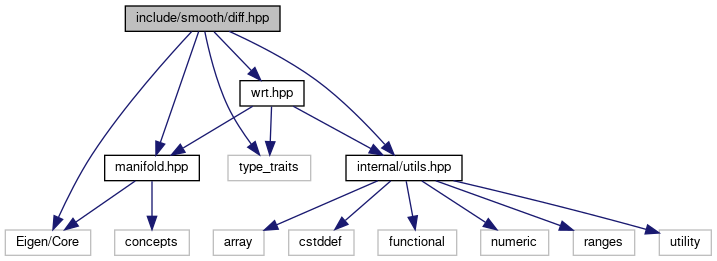 include/smooth/diff.hpp
wrt.hpp
manifold.hpp
type_traits
internal/utils.hpp
Eigen/Core
concepts
array
cstddef
functional
numeric
ranges
utility